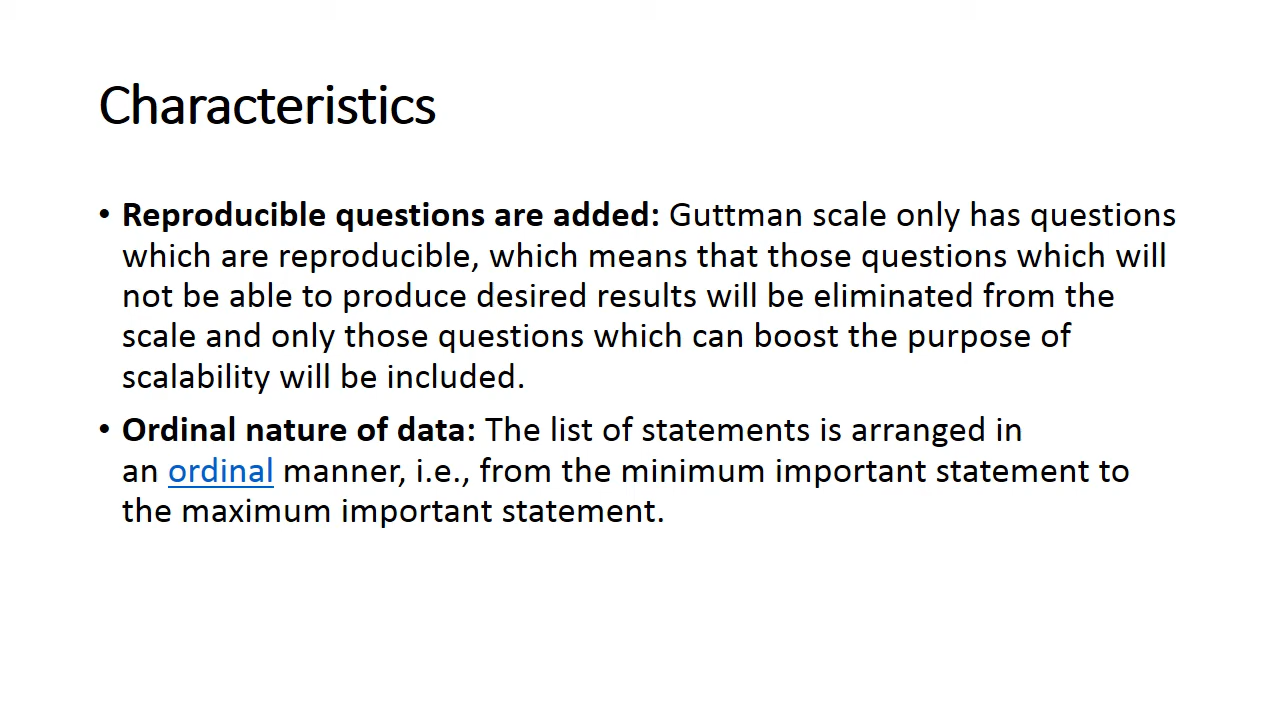 Characteristics
• Reproducible questions are added: Guttman scale only has questions
which are reproducible, which means that those questions which will
not be able to produce desired results will be eliminated from the
scale and only those questions which can boost the purpose of
scalability will be included.
• Ordinal nature of data: The list of statements is arranged in
an ordinal manner, i.e., from the minimum important statement to
the maximum important statement.